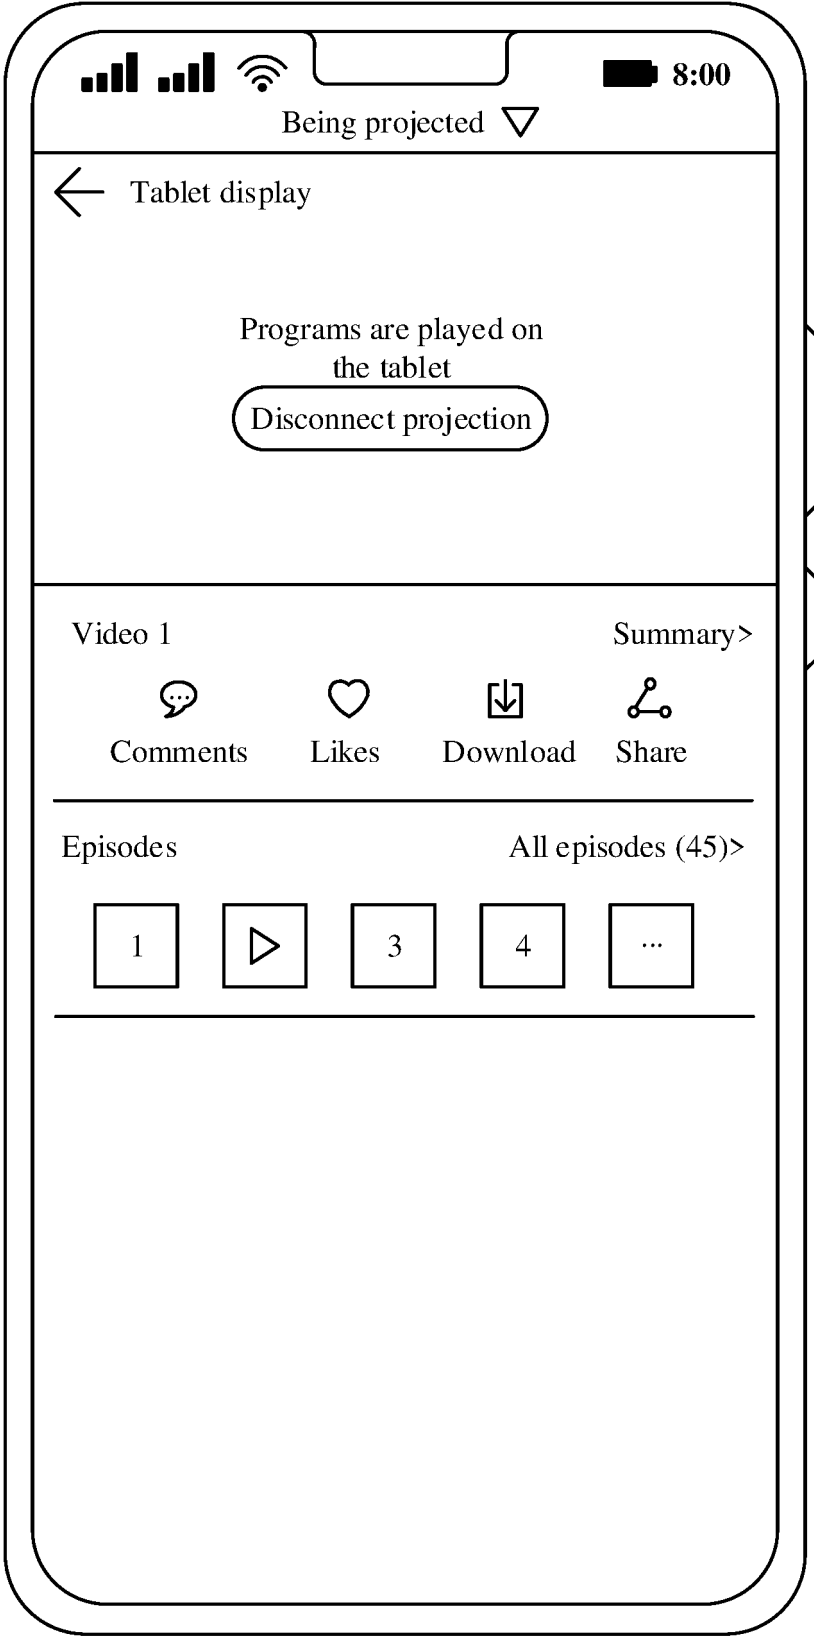 8:00
Being projected
Tablet display
Programs are played on
the tablet
Disconnect projection
Video 1 Summary>
Comments Likes Download Share
Episodes All episodes (45)>
1 3 4 ...